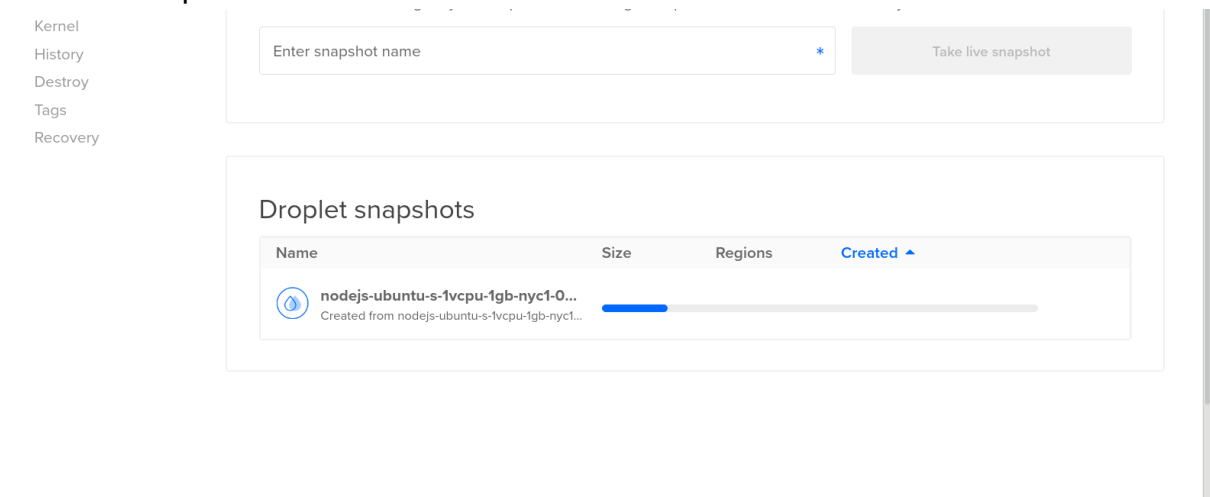 Kernel
History
Destroy
Tags
Recovery
Enter snapshot name *
Take live snapshot
Droplet snapshots
Name Size Regions Created
nodejs-ubuntu-s-1vcpu-1gb-nyc1-0...
Created from nodejs-ubuntu-s-1vcpu-1gb-nyc1...